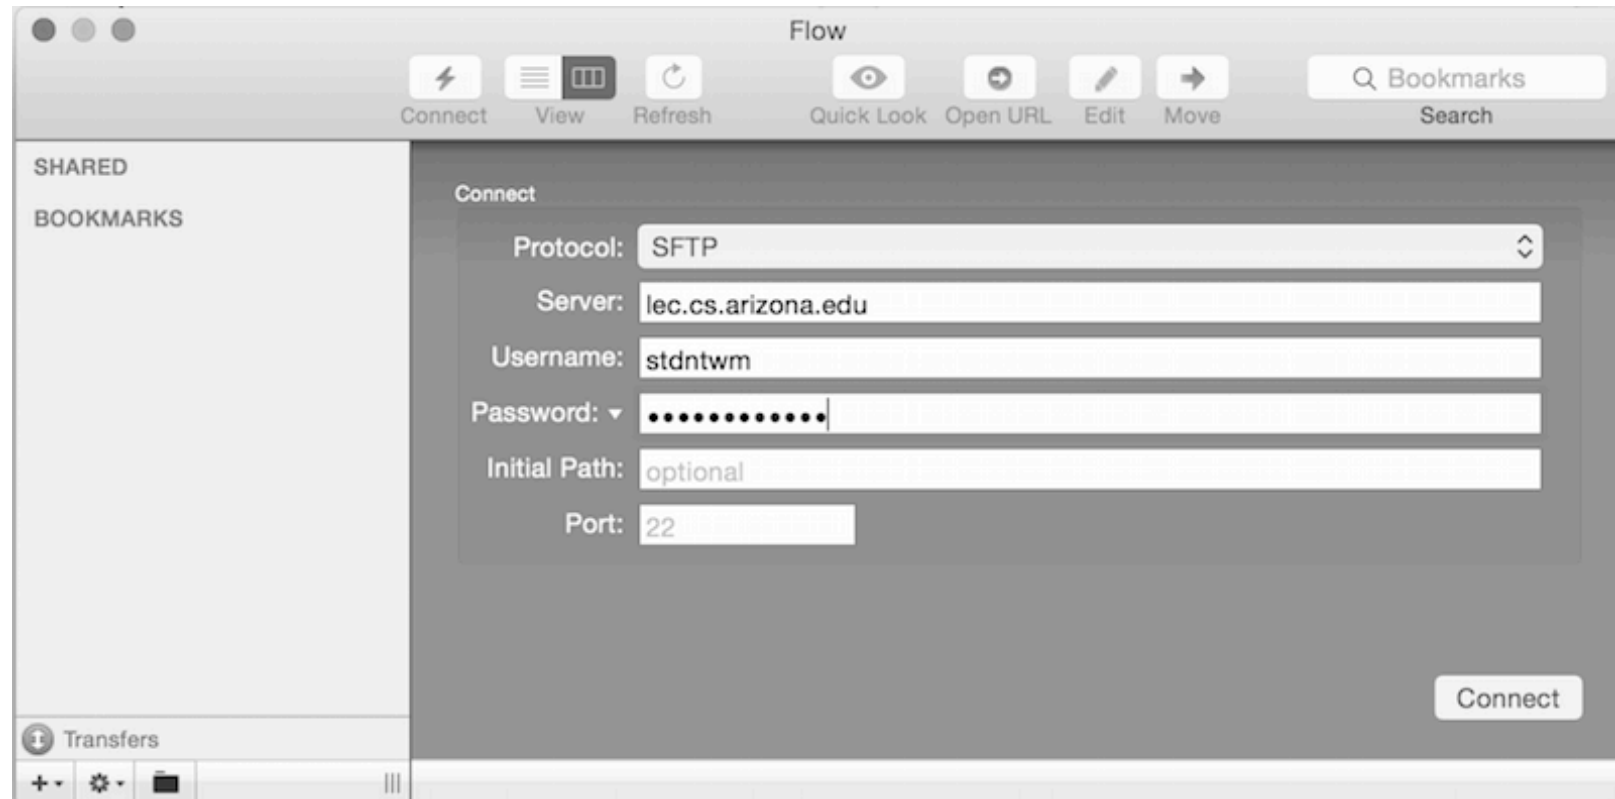 Flow
Bookmarks
Connect View Refresh Quick Look Open URL Edit Move Search
SHARED
BOOKMARKS
Connect
Protocol: SFTP
Server: lec.cs.arizona.edu
Username: stdntwm
Password: ••••••••••••
Initial Path: optional
Port: 22
Connect
Transfers